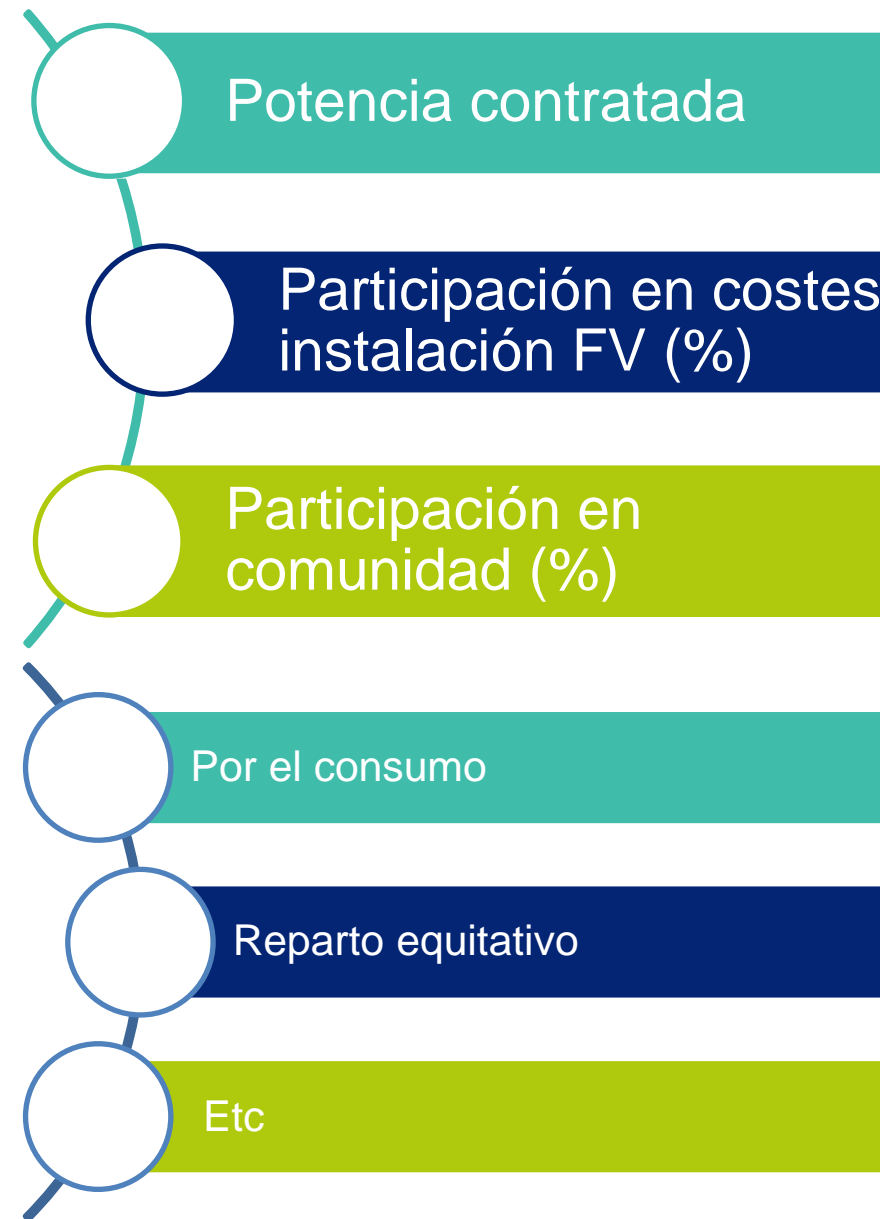 Potencia contratada
Participación en costes
instalación FV (%)
Participación en
comunidad (%)
Por el consumo
Reparto equitativo
Etc